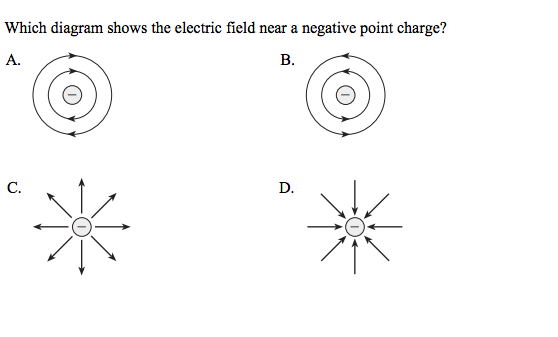 Which diagram shows the electric field near a negative point charge?
A.
B.
−
−
C.
D.
−
−